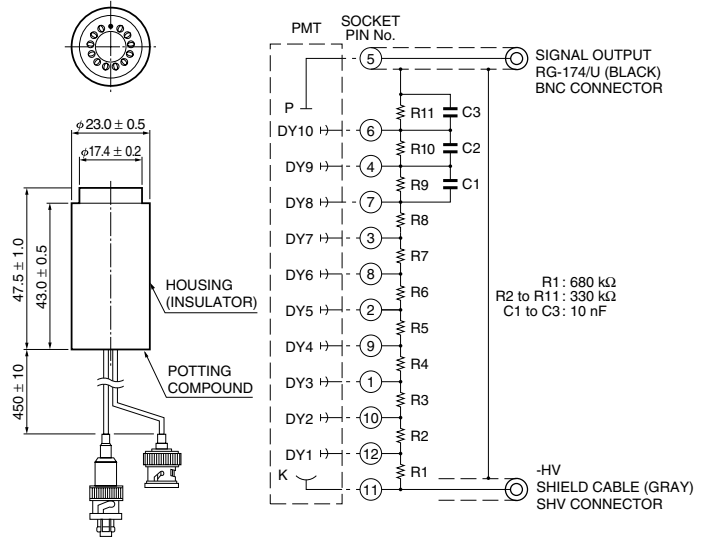 φ 23.0 ± 0.5
φ17.4 ± 0.2
47.5 ± 1.0
43.0 ± 0.5
450 ± 10
HOUSING
(INSULATOR)
POTTING
COMPOUND
PMT
SOCKET
PIN No.
5
SIGNAL OUTPUT
RG-174/U (BLACK)
BNC CONNECTOR
P
R11
C3
DY10
6
R10
C2
DY9
4
R9
C1
DY8
7
R8
DY7
3
R7
DY6
8
R6
DY5
2
R5
DY4
9
R4
DY3
1
R3
DY2
10
R2
DY1
12
R1
K
11
R1 : 680 kΩ
R2 to R11 : 330 kΩ
C1 to C3 : 10 nF
-HV
SHIELD CABLE (GRAY)
SHV CONNECTOR